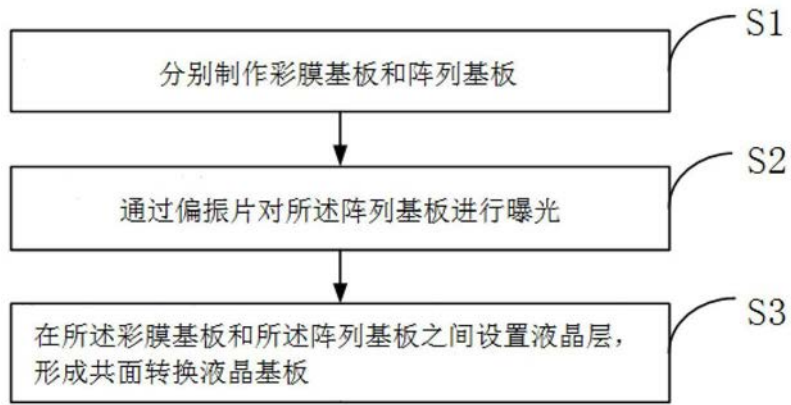 S1
分别制作彩膜基板和阵列基板
S2
通过偏振片对所述阵列基板进行曝光
S3
在所述彩膜基板和所述阵列基板之间设置液晶层，
形成共面转换液晶基板